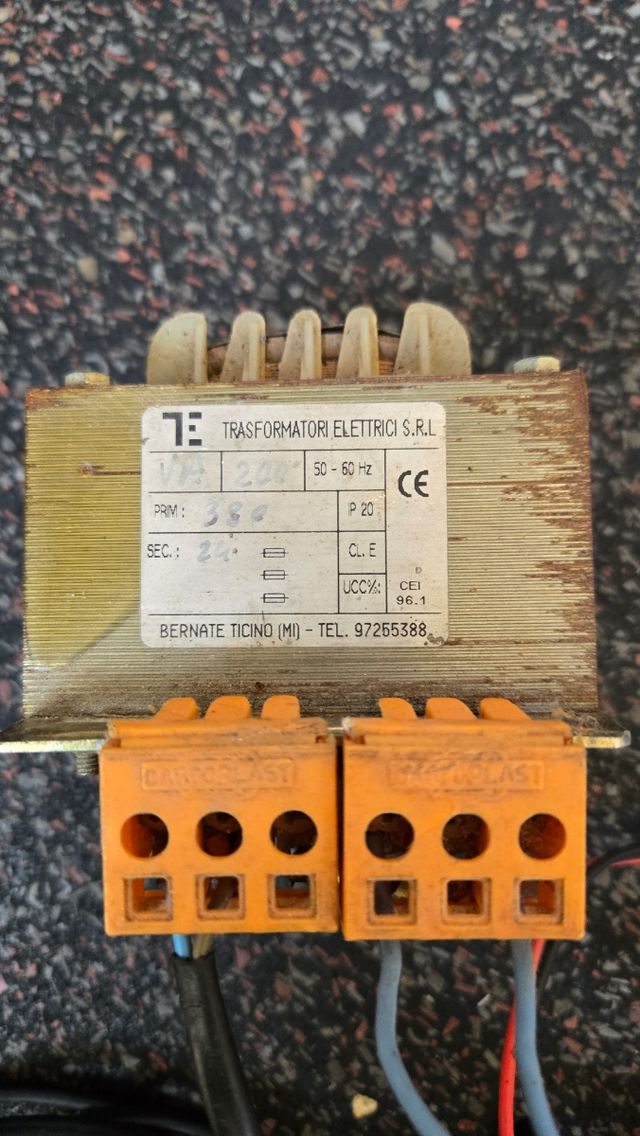 TE TRASFORMATORI ELETTRICI S.R.L
VA 200 50 - 60 Hz CE
PRIM: 380 IP 20
SEC.: 24 CL. E
UCC%: CEI 96.1
BERNATE TICINO (MI) - TEL. 97255388